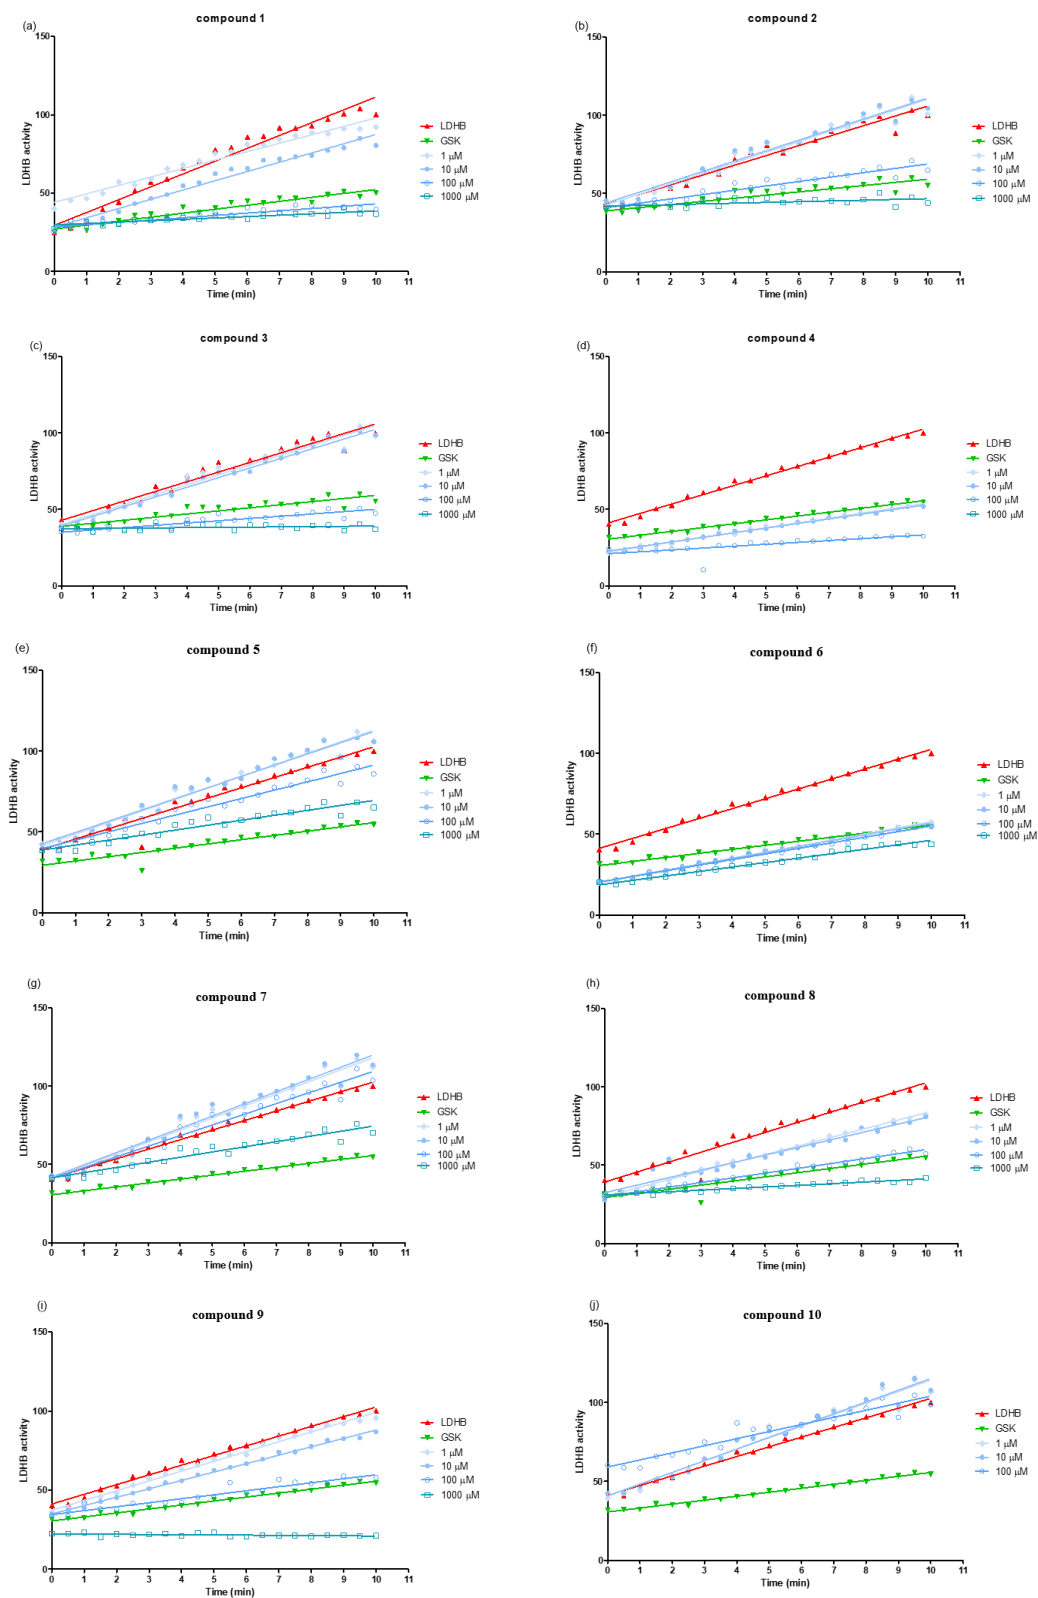 (a)
compound 1
LDHB activity
150
100
50
0
0 1 2 3 4 5 6 7 8 9 10 11
Time (min)
LDHB
GSK
1 µM
10 µM
100 µM
1000 µM
(b)
compound 2
LDHB activity
150
100
50
0
0 1 2 3 4 5 6 7 8 9 10 11
Time (min)
LDHB
GSK
1 µM
10 µM
100 µM
1000 µM
(c)
compound 3
LDHB activity
150
100
50
0
0 1 2 3 4 5 6 7 8 9 10 11
Time (min)
LDHB
GSK
1 µM
10 µM
100 µM
1000 µM
(d)
compound 4
LDHB activity
150
100
50
0
0 1 2 3 4 5 6 7 8 9 10 11
Time (min)
LDHB
GSK
1 µM
10 µM
100 µM
1000 µM
(e)
compound 5
LDHB activity
150
100
50
0
0 1 2 3 4 5 6 7 8 9 10 11
Time (min)
LDHB
GSK
1 µM
10 µM
100 µM
1000 µM
(f)
compound 6
LDHB activity
150
100
50
0
0 1 2 3 4 5 6 7 8 9 10 11
Time (min)
LDHB
GSK
1 µM
10 µM
100 µM
1000 µM
(g)
compound 7
LDHB activity
150
100
50
0
0 1 2 3 4 5 6 7 8 9 10 11
Time (min)
LDHB
GSK
1 µM
10 µM
100 µM
1000 µM
(h)
compound 8
LDHB activity
150
100
50
0
0 1 2 3 4 5 6 7 8 9 10 11
Time (min)
LDHB
GSK
1 µM
10 µM
100 µM
1000 µM
(i)
compound 9
LDHB activity
150
100
50
0
0 1 2 3 4 5 6 7 8 9 10 11
Time (min)
LDHB
GSK
1 µM
10 µM
100 µM
1000 µM
(j)
compound 10
LDHB activity
150
100
50
0
0 1 2 3 4 5 6 7 8 9 10 11
Time (min)
LDHB
GSK
1 µM
10 µM
100 µM